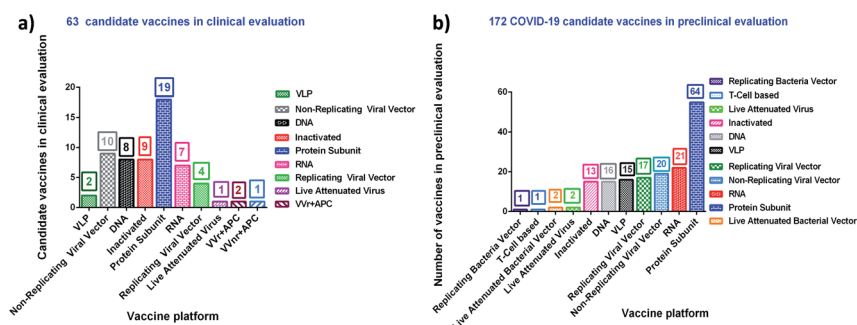 a)
63 candidate vaccines in clinical evaluation
Candidate vaccines in clinical evaluation
20
15
10
5
0
2
10
8
9
19
7
4
1
2
1
VLP
Non-Replicating Viral Vector
DNA
Inactivated
Protein Subunit
RNA
Replicating Viral Vector
Live Attenuated Virus
VVr+APC
VVnr+APC
Vaccine platform
VLP
Non-Replicating Viral Vector
DNA
Inactivated
Protein Subunit
RNA
Replicating Viral Vector
Live Attenuated Virus
VVr+APC
b)
172 COVID-19 candidate vaccines in preclinical evaluation
Number of vaccines in preclinical evaluation
60
40
20
0
1
1
2
2
13
16
15
17
20
21
64
Replicating Bacteria Vector
T-Cell based
Live Attenuated Bacterial Vector
Live Attenuated Virus
Inactivated
DNA
VLP
Replicating Viral Vector
Non-Replicating Viral Vector
RNA
Protein Subunit
Vaccine platform
Replicating Bacteria Vector
T-Cell based
Live Attenuated Virus
Inactivated
DNA
VLP
Replicating Viral Vector
Non-Replicating Viral Vector
RNA
Protein Subunit
Live Attenuated Bacterial Vector